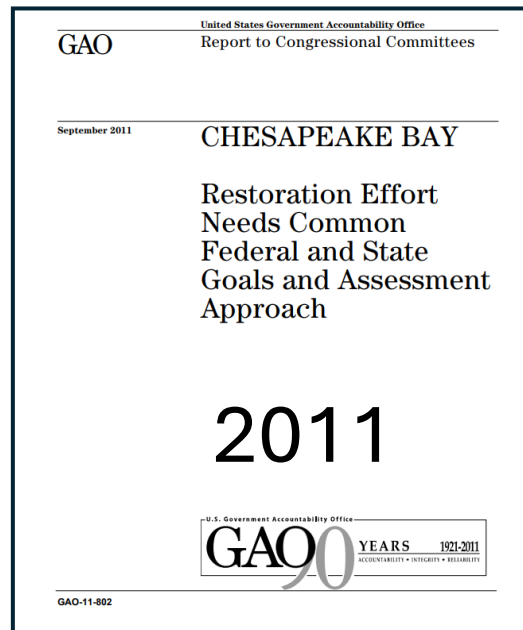 United States Government Accountability Office
GAO
Report to Congressional Committees
September 2011
CHESAPEAKE BAY
Restoration Effort
Needs Common
Federal and State
Goals and Assessment
Approach
2011
U.S. Government Accountability Office
GAO 90
YEARS 1921-2011
ACCOUNTABILITY • INTEGRITY • RELIABILITY
GAO-11-802